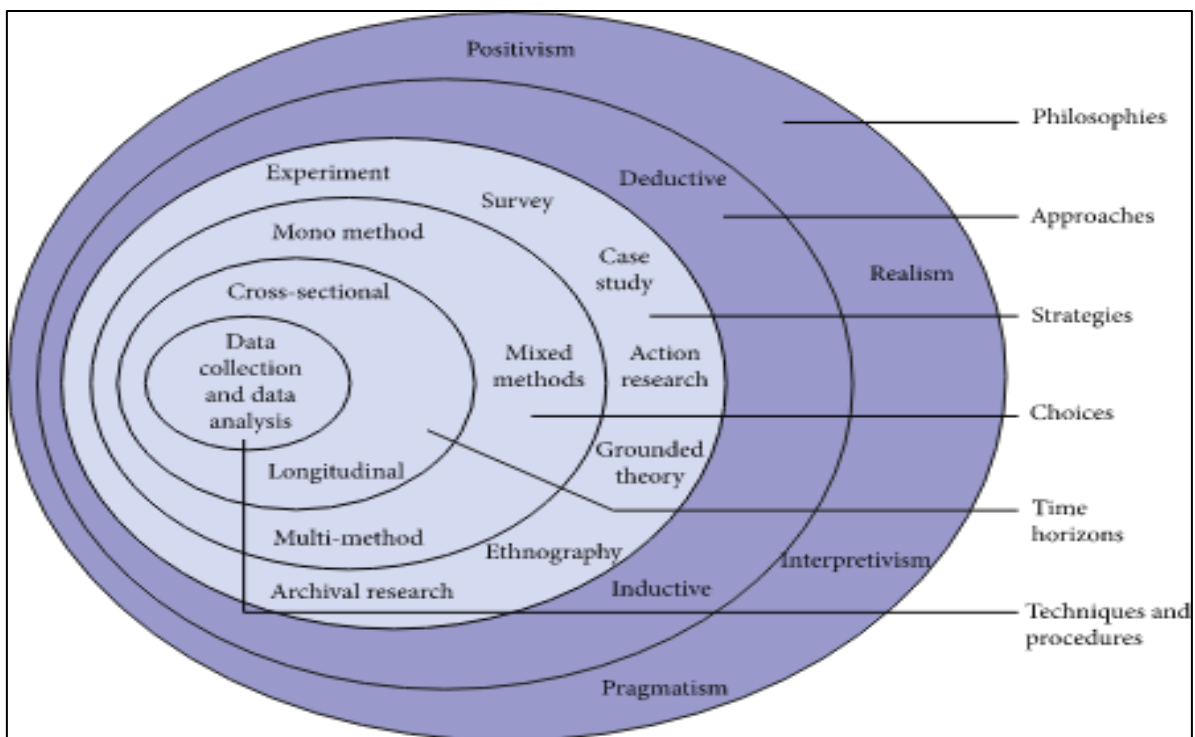 Positivism
Philosophies
Experiment
Deductive
Survey
Approaches
Mono method
Case
study
Realism
Cross-sectional
Strategies
Data
collection
and data
analysis
Mixed
methods
Action
research
Choices
Grounded
theory
Longitudinal
Time
horizons
Multi-method
Ethnography
Interpretivism
Archival research
Inductive
Techniques and
procedures
Pragmatism